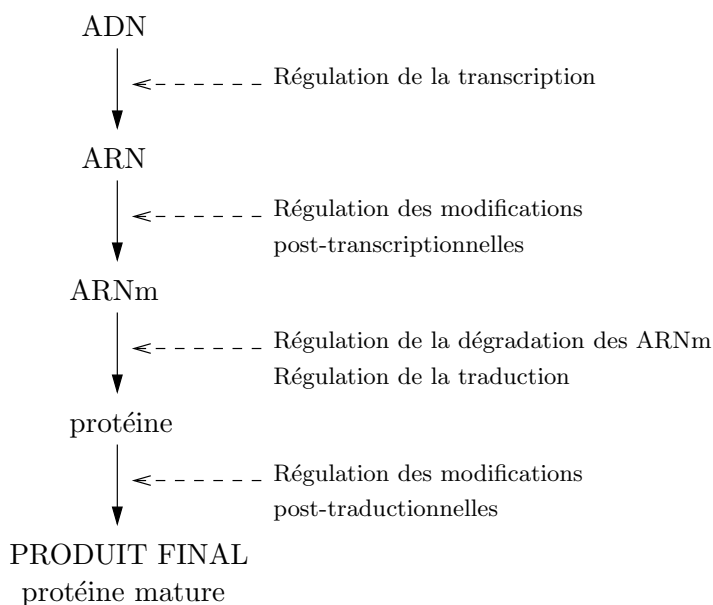 ADN
Régulation de la transcription
ARN
Régulation des modifications
post-transcriptionnelles
ARNm
Régulation de la dégradation des ARNm
Régulation de la traduction
protéine
Régulation des modifications
post-traductionnelles
PRODUIT FINAL
protéine mature